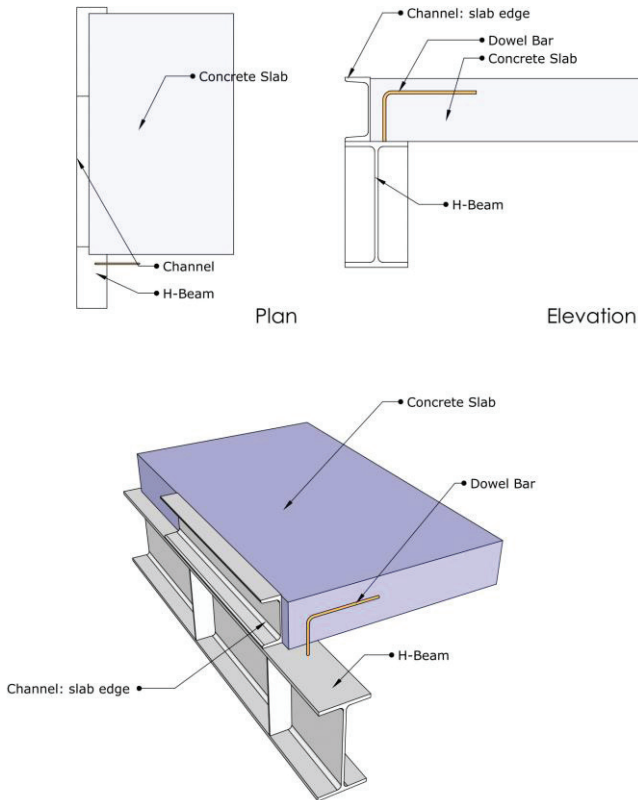 Concrete Slab
Channel
H-Beam
Plan
Channel: slab edge
Dowel Bar
Concrete Slab
H-Beam
Elevation
Concrete Slab
Dowel Bar
H-Beam
Channel: slab edge